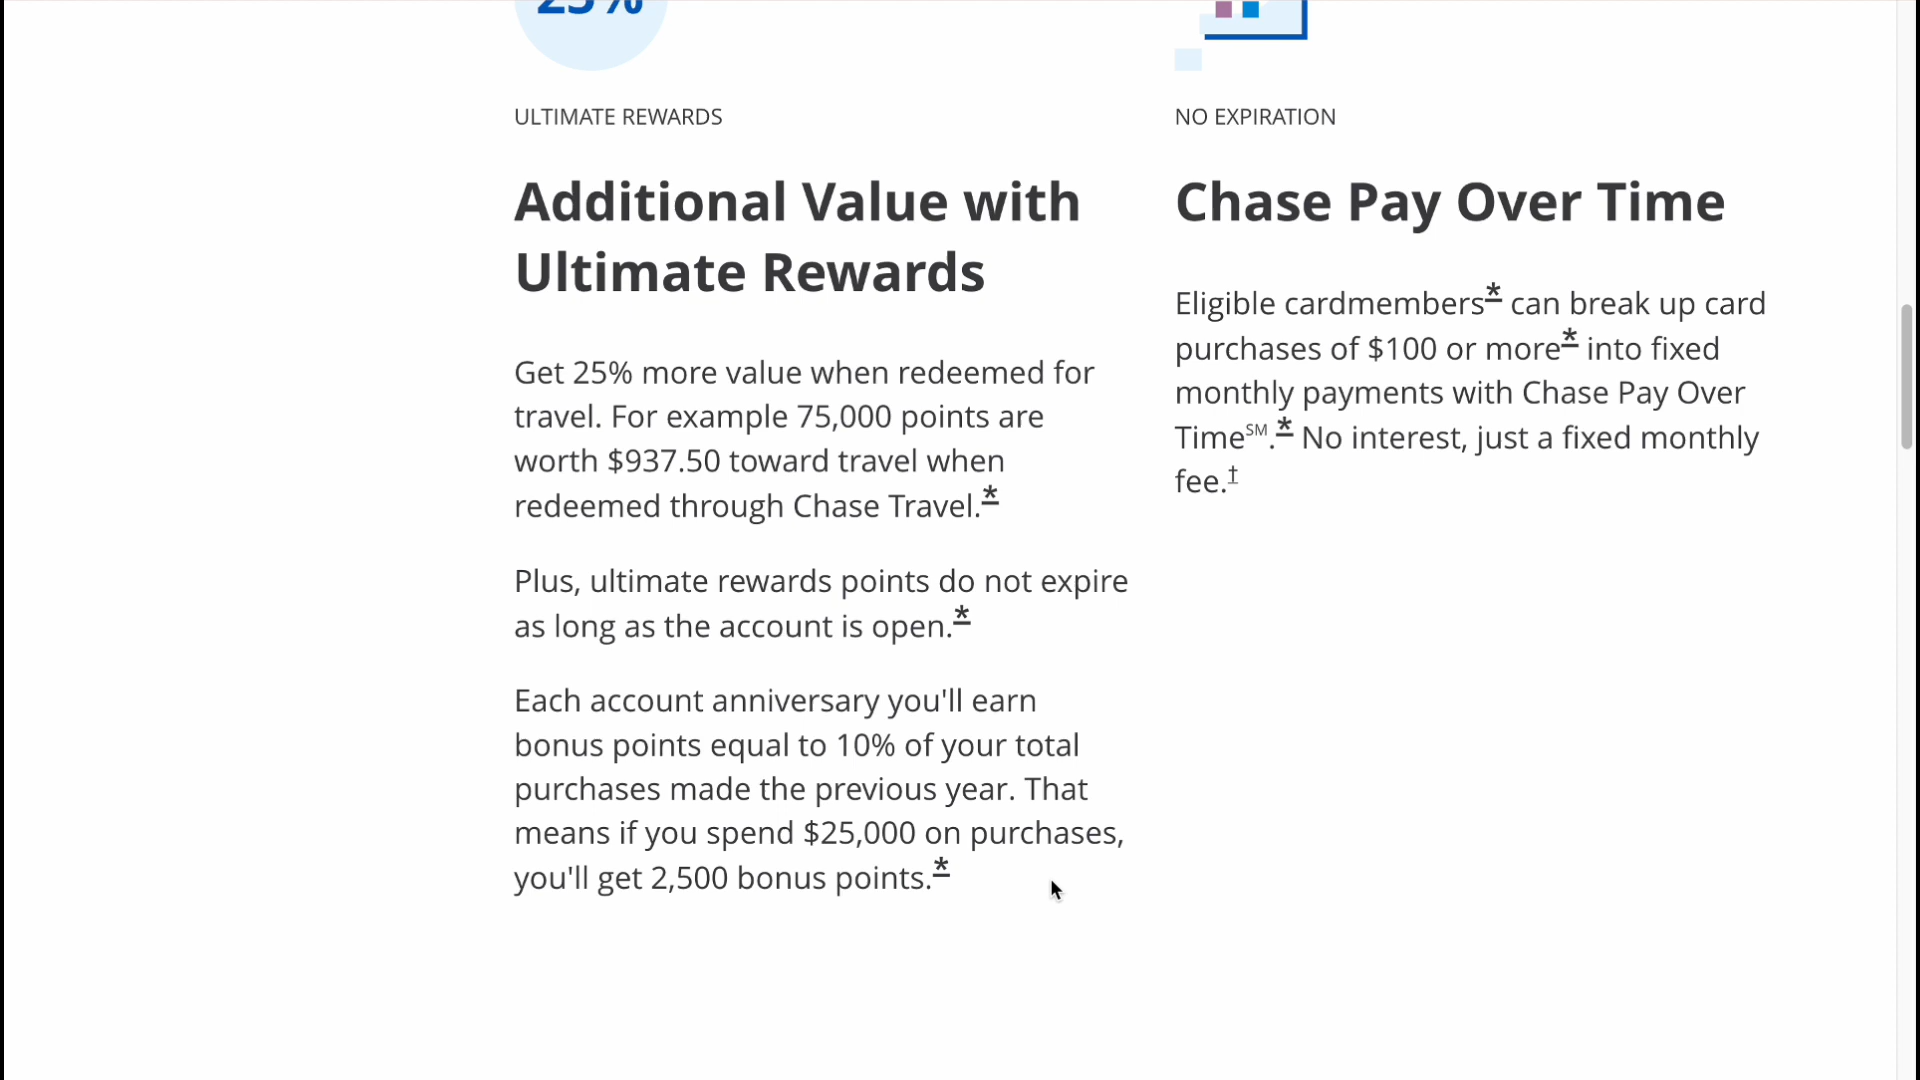 25%
ULTIMATE REWARDS
Additional Value with
Ultimate Rewards
Get 25% more value when redeemed for
travel. For example 75,000 points are
worth $937.50 toward travel when
redeemed through Chase Travel.*
Plus, ultimate rewards points do not expire
as long as the account is open.*
Each account anniversary you'll earn
bonus points equal to 10% of your total
purchases made the previous year. That
means if you spend $25,000 on purchases,
you'll get 2,500 bonus points.*
NO EXPIRATION
Chase Pay Over Time
Eligible cardmembers* can break up card
purchases of $100 or more* into fixed
monthly payments with Chase Pay Over
Time℠.* No interest, just a fixed monthly
fee.†